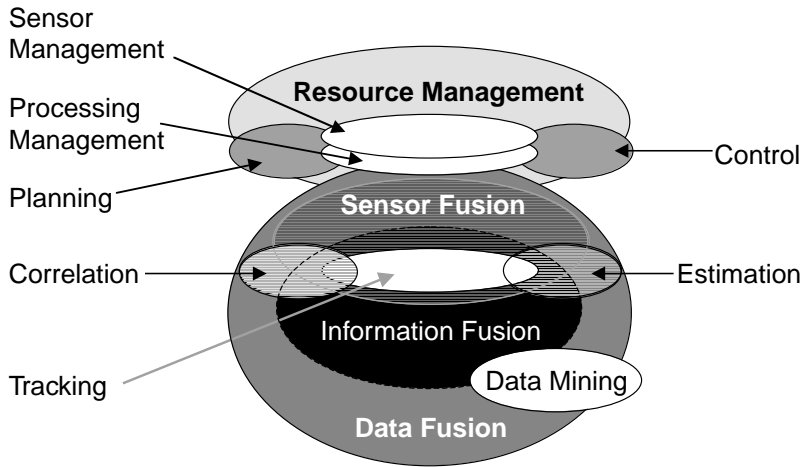 Sensor
Management
Resource Management
Processing
Management
Control
Planning
Sensor Fusion
Correlation
Estimation
Information Fusion
Tracking
Data Mining
Data Fusion